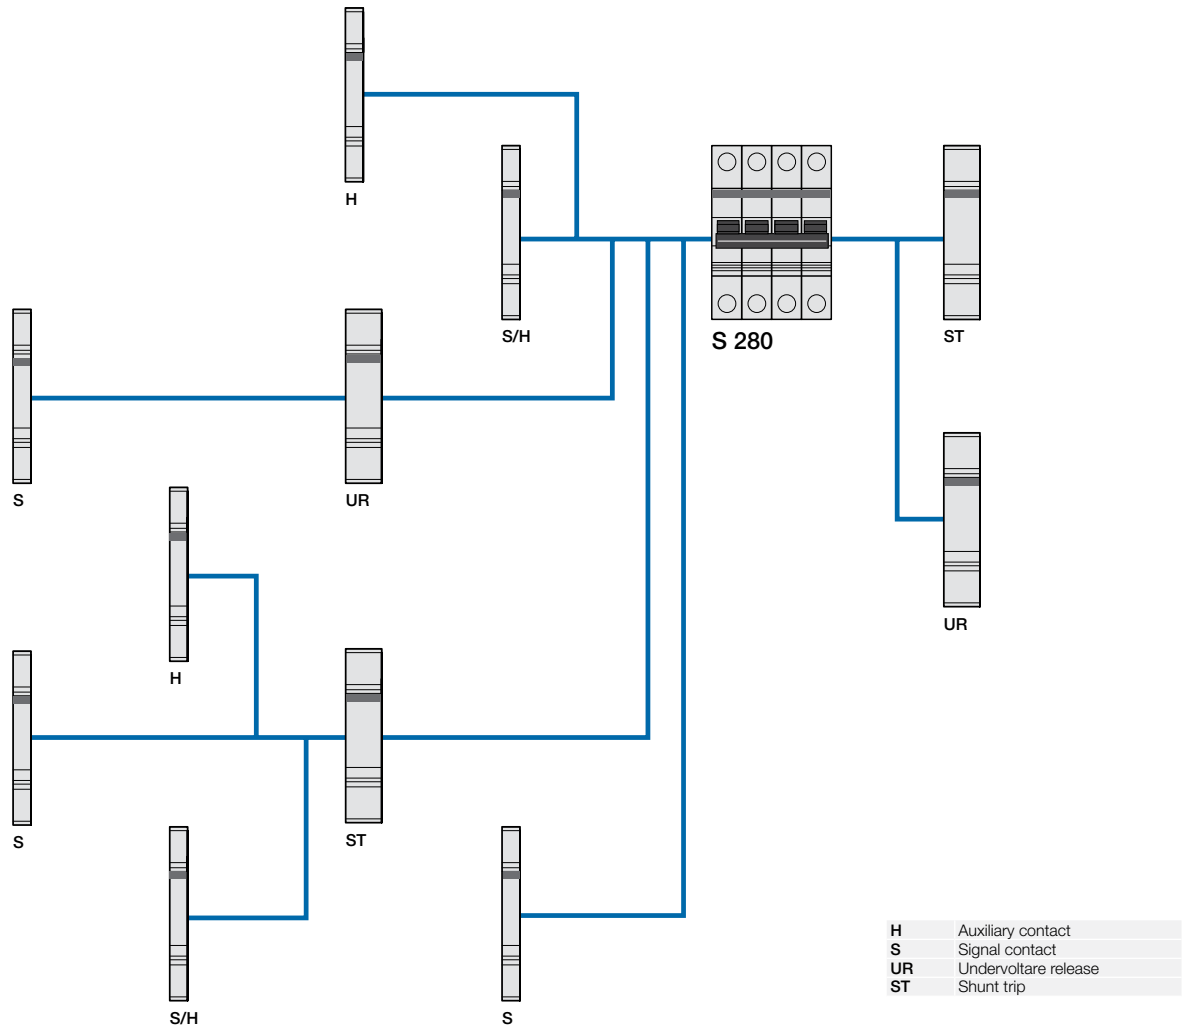 H
S/H
S 280
ST
S
UR
H
UR
S
ST
S/H
S
H Auxiliary contact
S Signal contact
UR Undervoltare release
ST Shunt trip